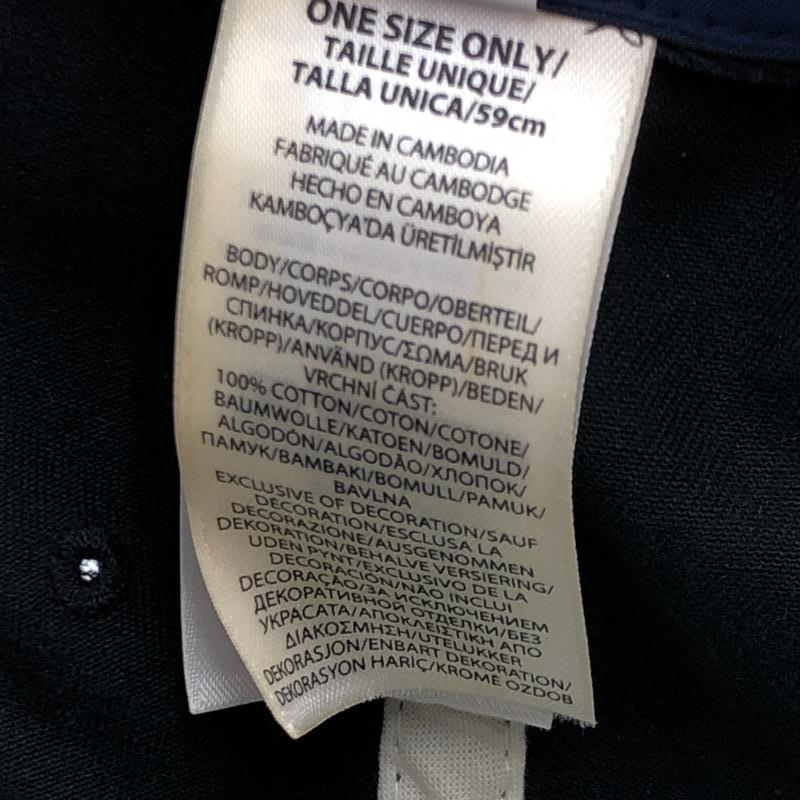 ONE SIZE ONLY/
TAILLE UNIQUE/
TALLA UNICA/59cm
MADE IN CAMBODIA
FABRIQUÉ AU CAMBODGE
HECHO EN CAMBOYA
KAMBOÇYA'DA ÜRETİLMİŞTİR
BODY/CORPS/CORPO/OBERTEIL/
ROMP/HOVEDDEL/CUERPO/ПЕРЕД И
СПИНКА/КОРПУС/ΣΩΜΑ/BRUK
(KROPP)/ANVÄND (KROPP)/BEDEN/
VRCHNÍ ČÁST:
100% COTTON/COTON/COTONE/
BAUMWOLLE/KATOEN/BOMULD/
ALGODÓN/ALGODÃO/ХЛОПОК/
ПАМУК/BAMBAKI/BOMULL/PAMUK/
BAVLNA
EXCLUSIVE OF DECORATION/SAUF
DÉCORATION/ESCLUSA LA
DECORAZIONE/AUSGENOMMEN
DEKORATION/BEHALVE VERSIERING/
UDEN PYNT/EXCLUSIVO DE LA
DECORACIÓN/NÃO INCLUI
DECORAÇÃO/ЗА ИСКЛЮЧЕНИЕМ
ДЕКОРАТИВНОЙ ОТДЕЛКИ/БЕЗ
УКРАСАТА/ΑΠΟΚΛΕΙΣΤΙΚΗ ΑΠΟ
ΔΙΑΚΟΣΜΗΣΗ/UTELUKKER
DEKORASJON/ENBART DEKORATION/
DEKORASYON HARİÇ/KROMĚ OZDOB